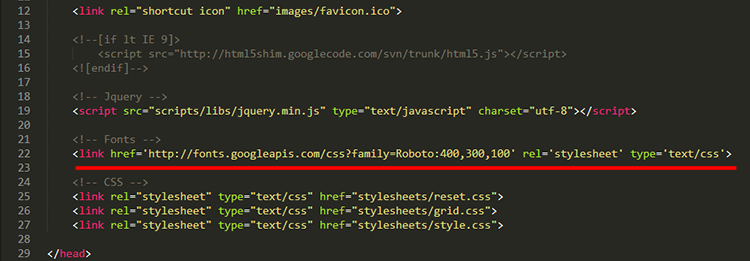 12 <link rel="shortcut icon" href="images/favicon.ico">
13
14 <!--[if lt IE 9]>
15 <script src="http://html5shim.googlecode.com/svn/trunk/html5.js"></script>
16 <![endif]-->
17
18 <!-- Jquery -->
19 <script src="scripts/libs/jquery.min.js" type="text/javascript" charset="utf-8"></script>
20
21 <!-- Fonts -->
22 <link href='http://fonts.googleapis.com/css?family=Roboto:400,300,100' rel='stylesheet' type='text/css'>
23
24 <!-- CSS -->
25 <link rel="stylesheet" type="text/css" href="stylesheets/reset.css">
26 <link rel="stylesheet" type="text/css" href="stylesheets/grid.css">
27 <link rel="stylesheet" type="text/css" href="stylesheets/style.css">
28
29 </head>